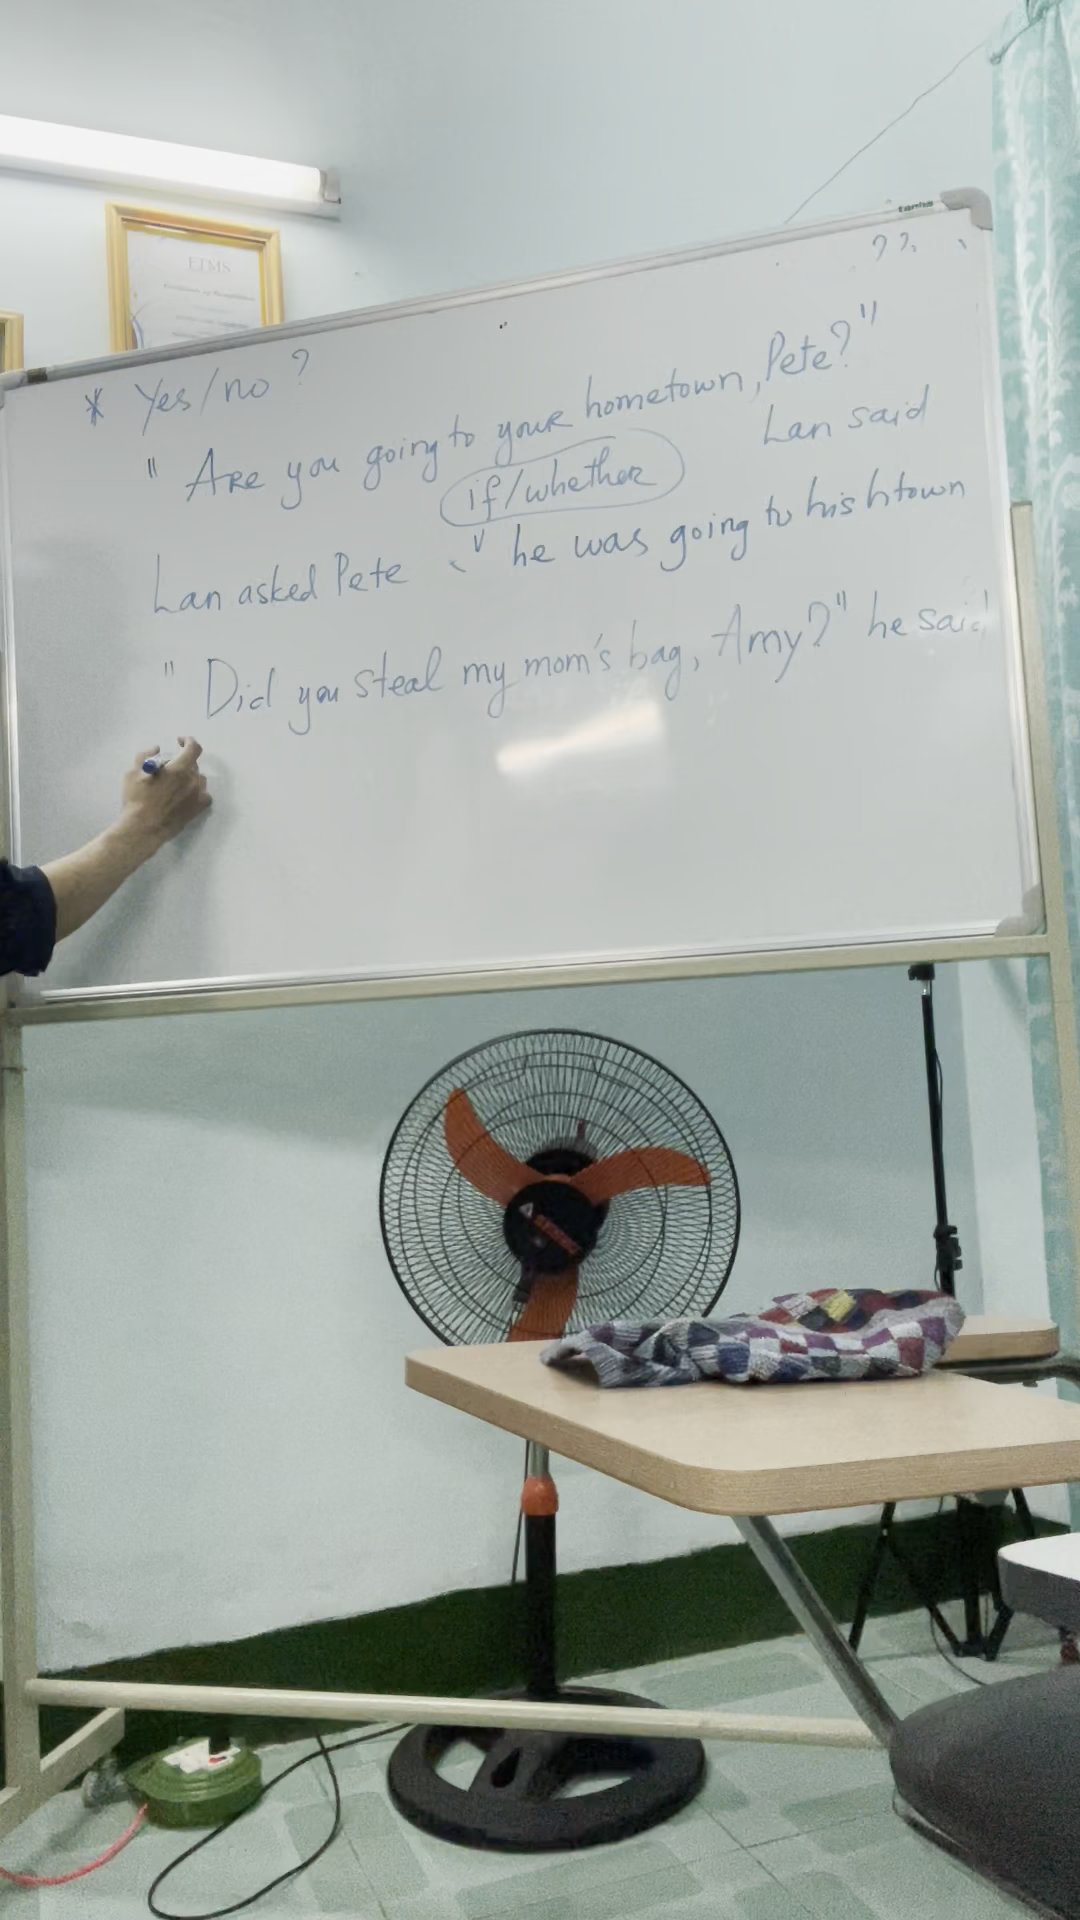 EIMS
* Yes/no ?
" Are you going to your hometown, Pete?"
Lan said
if/whether
Lan asked Pete he was going to his htown
" Did you steal my mom's bag, Amy?" he said